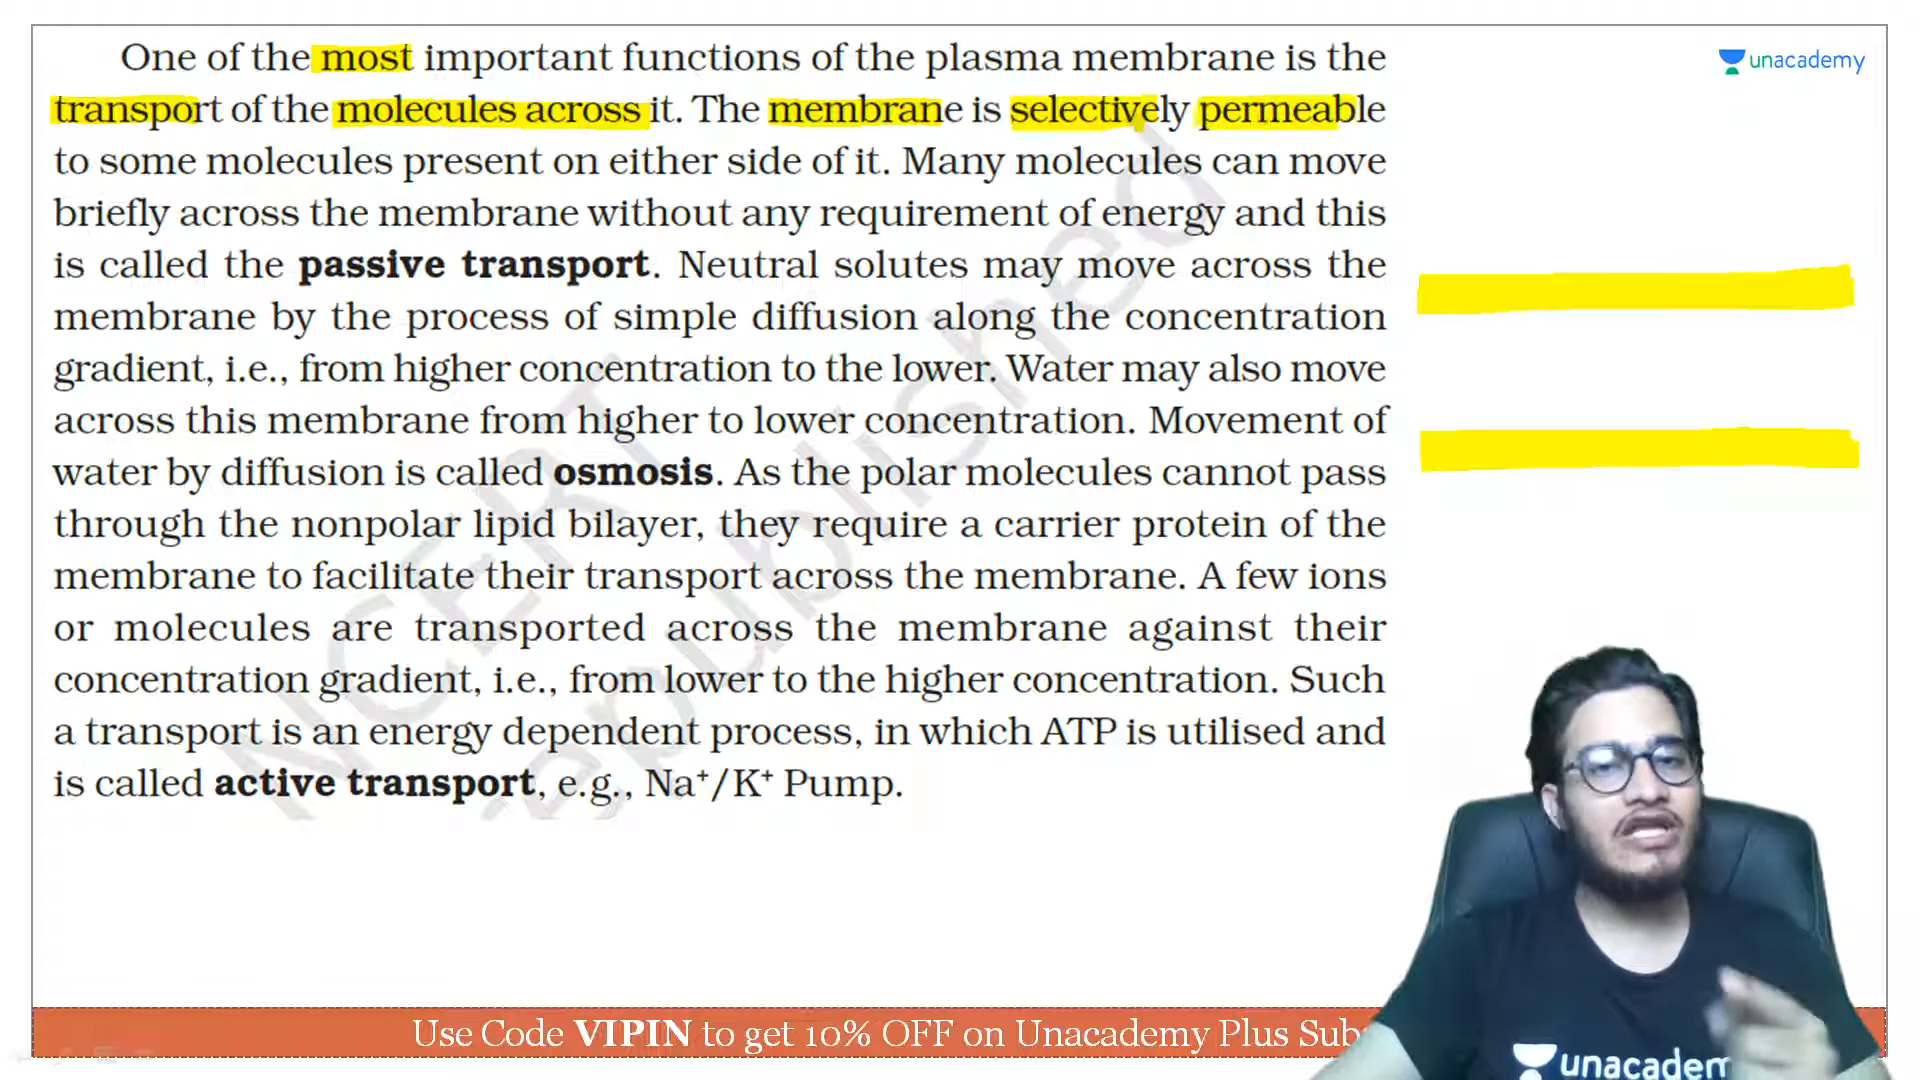 One of the most important functions of the plasma membrane is the
transport of the molecules across it. The membrane is selectively permeable
to some molecules present on either side of it. Many molecules can move
briefly across the membrane without any requirement of energy and this
is called the passive transport. Neutral solutes may move across the
membrane by the process of simple diffusion along the concentration
gradient, i.e., from higher concentration to the lower. Water may also move
across this membrane from higher to lower concentration. Movement of
water by diffusion is called osmosis. As the polar molecules cannot pass
through the nonpolar lipid bilayer, they require a carrier protein of the
membrane to facilitate their transport across the membrane. A few ions
or molecules are transported across the membrane against their
concentration gradient, i.e., from lower to the higher concentration. Such
a transport is an energy dependent process, in which ATP is utilised and
is called active transport, e.g., Na⁺/K⁺ Pump.
unacademy
NCERT
republished
Use Code VIPIN to get 10% OFF on Unacademy Plus Sub
unacadem